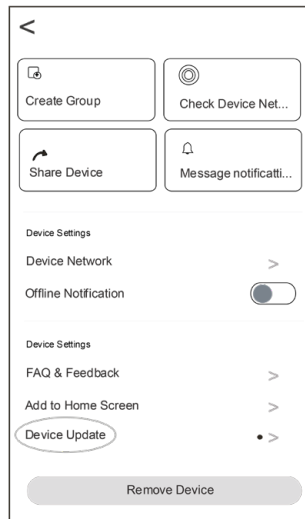 <
Create Group
Check Device Net...
Share Device
Message notificatti...
Device Settings
Device Network >
Offline Notification
Device Settings
FAQ & Feedback >
Add to Home Screen >
Device Update • >
Remove Device